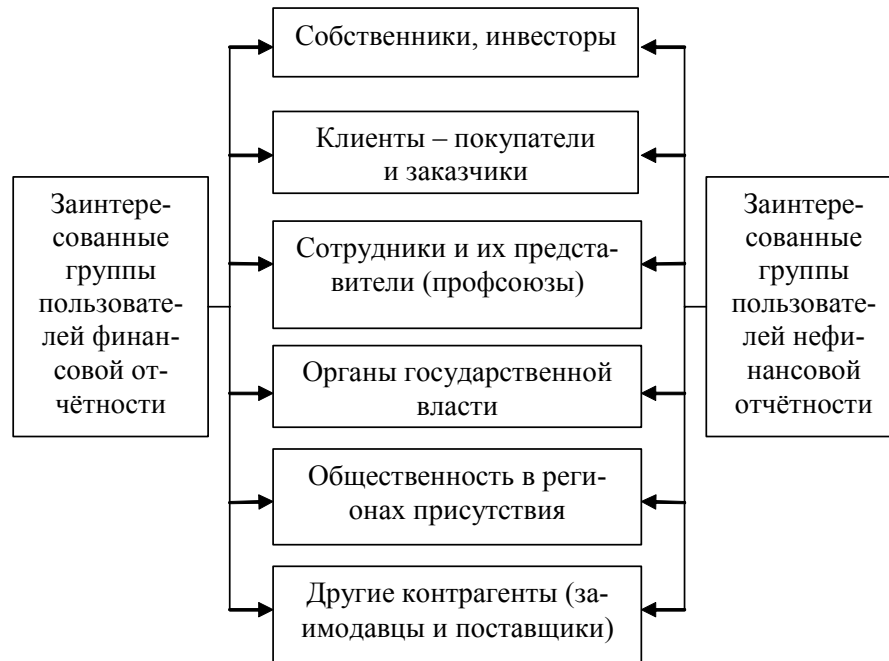 Собственники, инвесторы
Клиенты – покупатели
и заказчики
Заинтере-
сованные
группы
пользовате-
лей финан-
совой от-
чётности
Сотрудники и их предста-
вители (профсоюзы)
Заинтере-
сованные
группы
пользовате-
лей нефи-
нансовой
отчётности
Органы государственной
власти
Общественность в реги-
онах присутствия
Другие контрагенты (за-
имодавцы и поставщики)